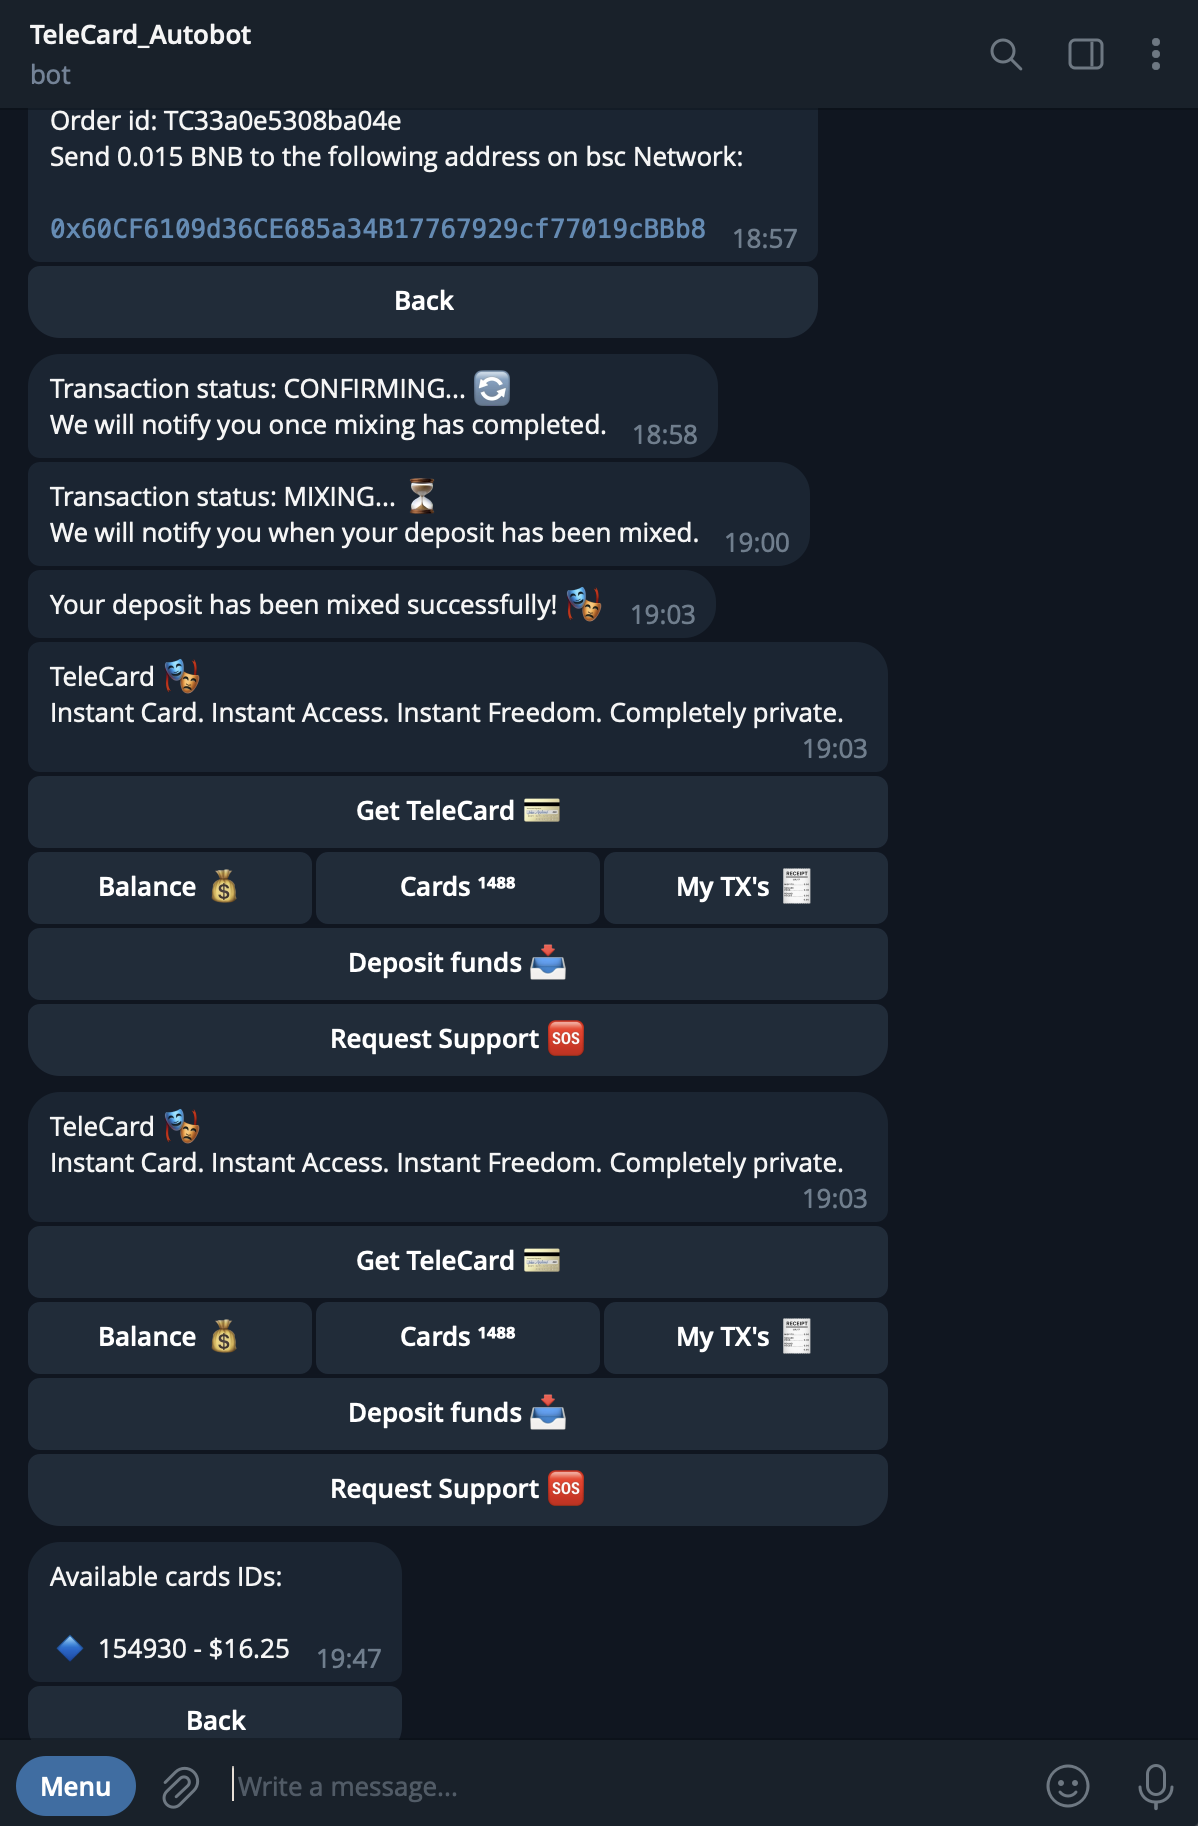 TeleCard_Autobot
bot
Order id: TC33a0e5308ba04e
Send 0.015 BNB to the following address on bsc Network:
0x60CF6109d36CE685a34B17767929cf77019cBBb8 18:57
Back
Transaction status: CONFIRMING... 🔄
We will notify you once mixing has completed. 18:58
Transaction status: MIXING... ⏳
We will notify you when your deposit has been mixed. 19:00
Your deposit has been mixed successfully! 🎭 19:03
TeleCard 🎭
Instant Card. Instant Access. Instant Freedom. Completely private.
19:03
Get TeleCard 💳
Balance 💰 Cards ¹⁴⁸⁸ My TX's 🧾
Deposit funds 📥
Request Support 🆘
TeleCard 🎭
Instant Card. Instant Access. Instant Freedom. Completely private.
19:03
Get TeleCard 💳
Balance 💰 Cards ¹⁴⁸⁸ My TX's 🧾
Deposit funds 📥
Request Support 🆘
Available cards IDs:
🔹 154930 - $16.25 19:47
Back
Menu Write a message...